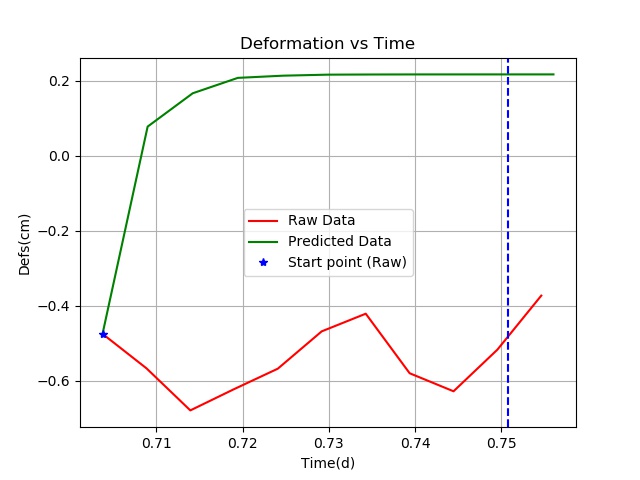 Deformation vs Time
Defs(cm)
0.2
0.0
−0.2
−0.4
−0.6
Raw Data
Predicted Data
Start point (Raw)
0.71 0.72 0.73 0.74 0.75
Time(d)